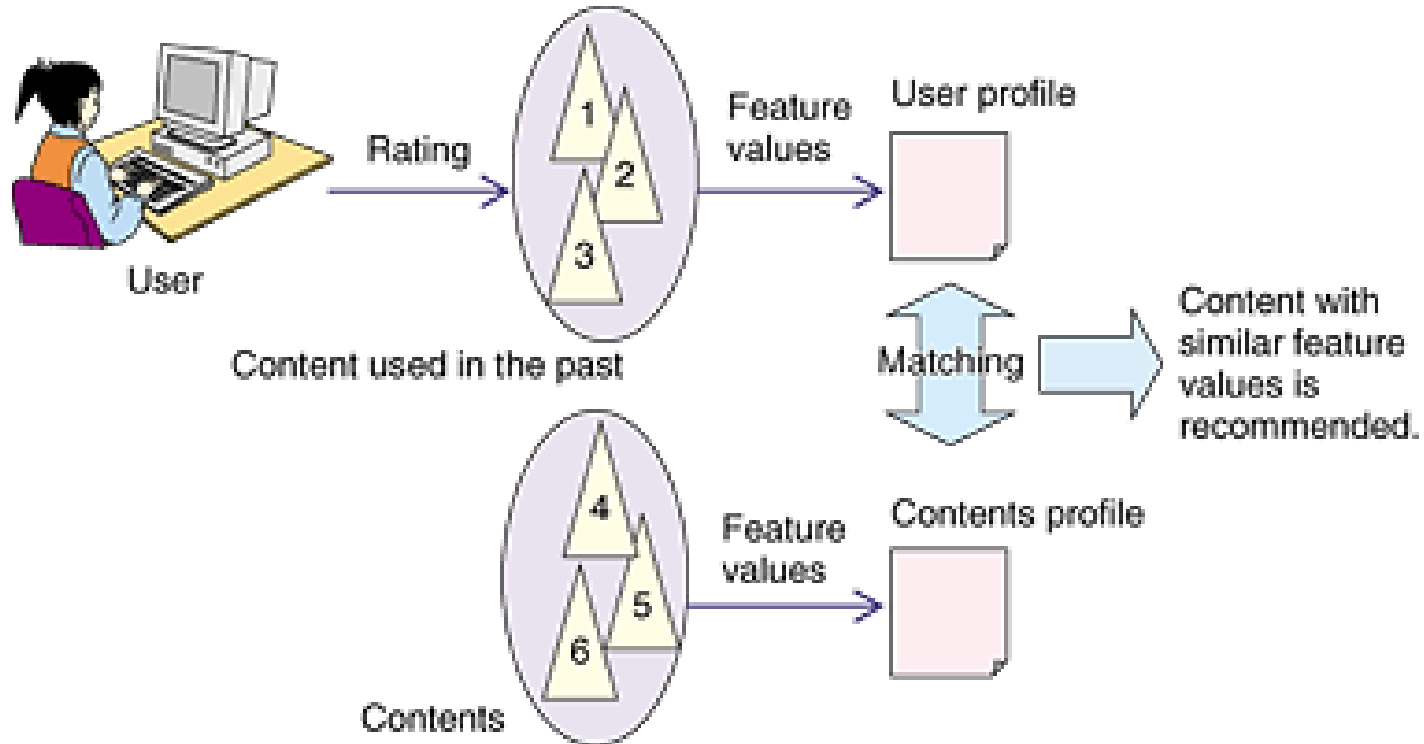 User
Rating
1
2
3
Content used in the past
Feature
values
User profile
Matching
Content with
similar feature
values is
recommended.
4
5
6
Contents
Feature
values
Contents profile